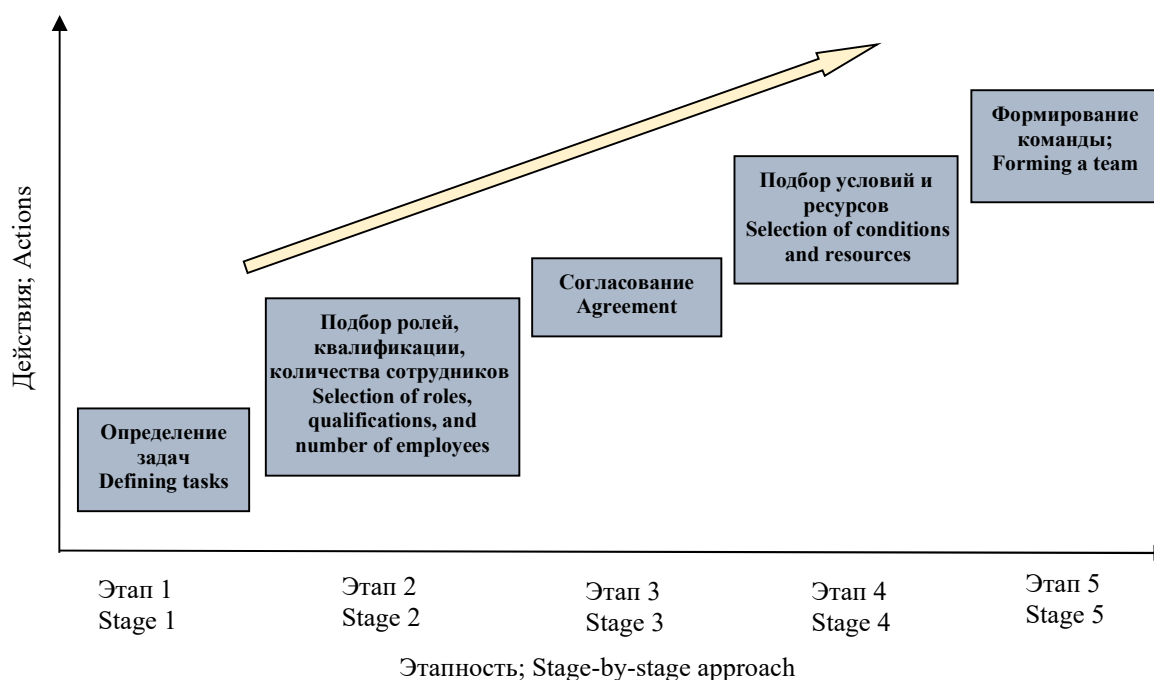 Действия; Actions
Формирование
команды;
Forming a team
Подбор условий и
ресурсов
Selection of conditions
and resources
Согласование
Agreement
Подбор ролей,
квалификации,
количества сотрудников
Selection of roles,
qualifications, and
number of employees
Определение
задач
Defining tasks
Этап 1
Stage 1
Этап 2
Stage 2
Этап 3
Stage 3
Этап 4
Stage 4
Этап 5
Stage 5
Этапность; Stage-by-stage approach